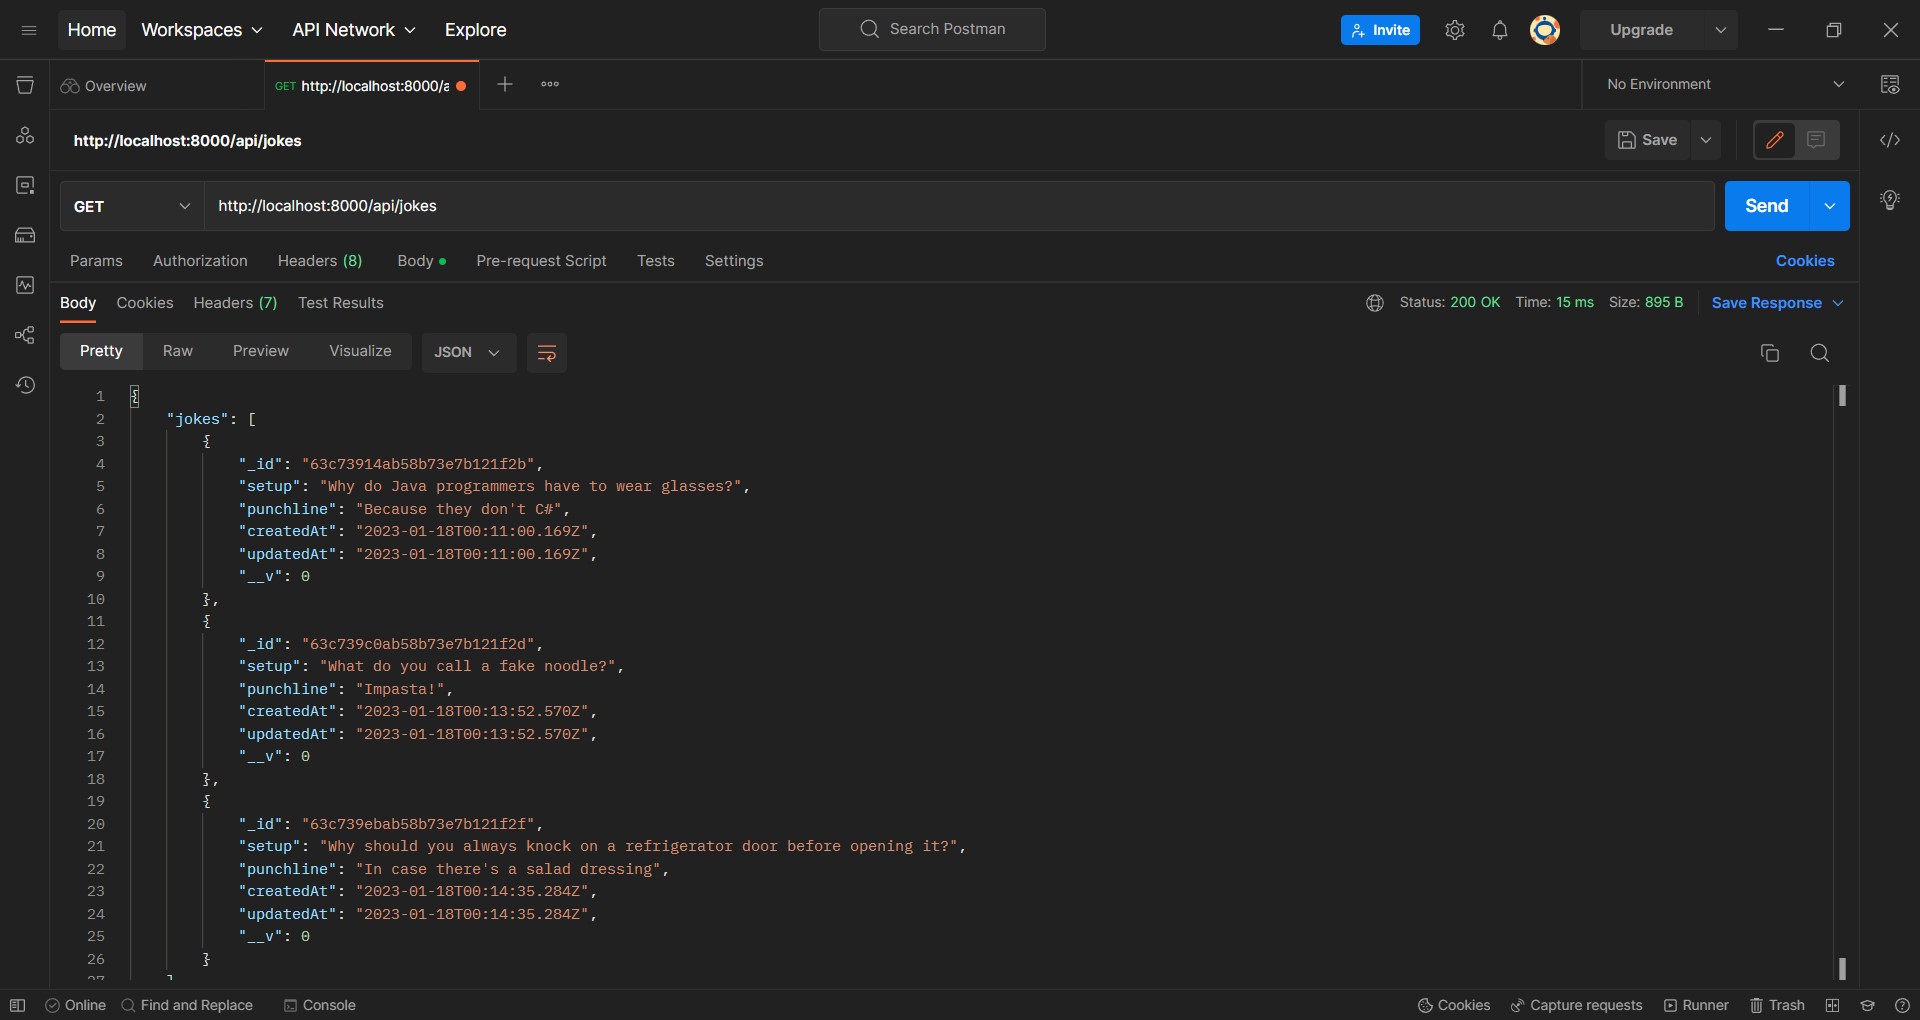 Home Workspaces API Network Explore Search Postman Invite Upgrade
Overview GET http://localhost:8000/a No Environment
http://localhost:8000/api/jokes Save
GET http://localhost:8000/api/jokes Send
Params Authorization Headers (8) Body Pre-request Script Tests Settings Cookies
Body Cookies Headers (7) Test Results Status: 200 OK Time: 15 ms Size: 895 B Save Response
Pretty Raw Preview Visualize JSON
1 {
2 "jokes": [
3 {
4 "_id": "63c73914ab58b73e7b121f2b",
5 "setup": "Why do Java programmers have to wear glasses?",
6 "punchline": "Because they don't C#",
7 "createdAt": "2023-01-18T00:11:00.169Z",
8 "updatedAt": "2023-01-18T00:11:00.169Z",
9 "__v": 0
10 },
11 {
12 "_id": "63c739c0ab58b73e7b121f2d",
13 "setup": "What do you call a fake noodle?",
14 "punchline": "Impasta!",
15 "createdAt": "2023-01-18T00:13:52.570Z",
16 "updatedAt": "2023-01-18T00:13:52.570Z",
17 "__v": 0
18 },
19 {
20 "_id": "63c739ebab58b73e7b121f2f",
21 "setup": "Why should you always knock on a refrigerator door before opening it?",
22 "punchline": "In case there's a salad dressing",
23 "createdAt": "2023-01-18T00:14:35.284Z",
24 "updatedAt": "2023-01-18T00:14:35.284Z",
25 "__v": 0
26 }
27 ]
Online Find and Replace Console Cookies Capture requests Runner Trash